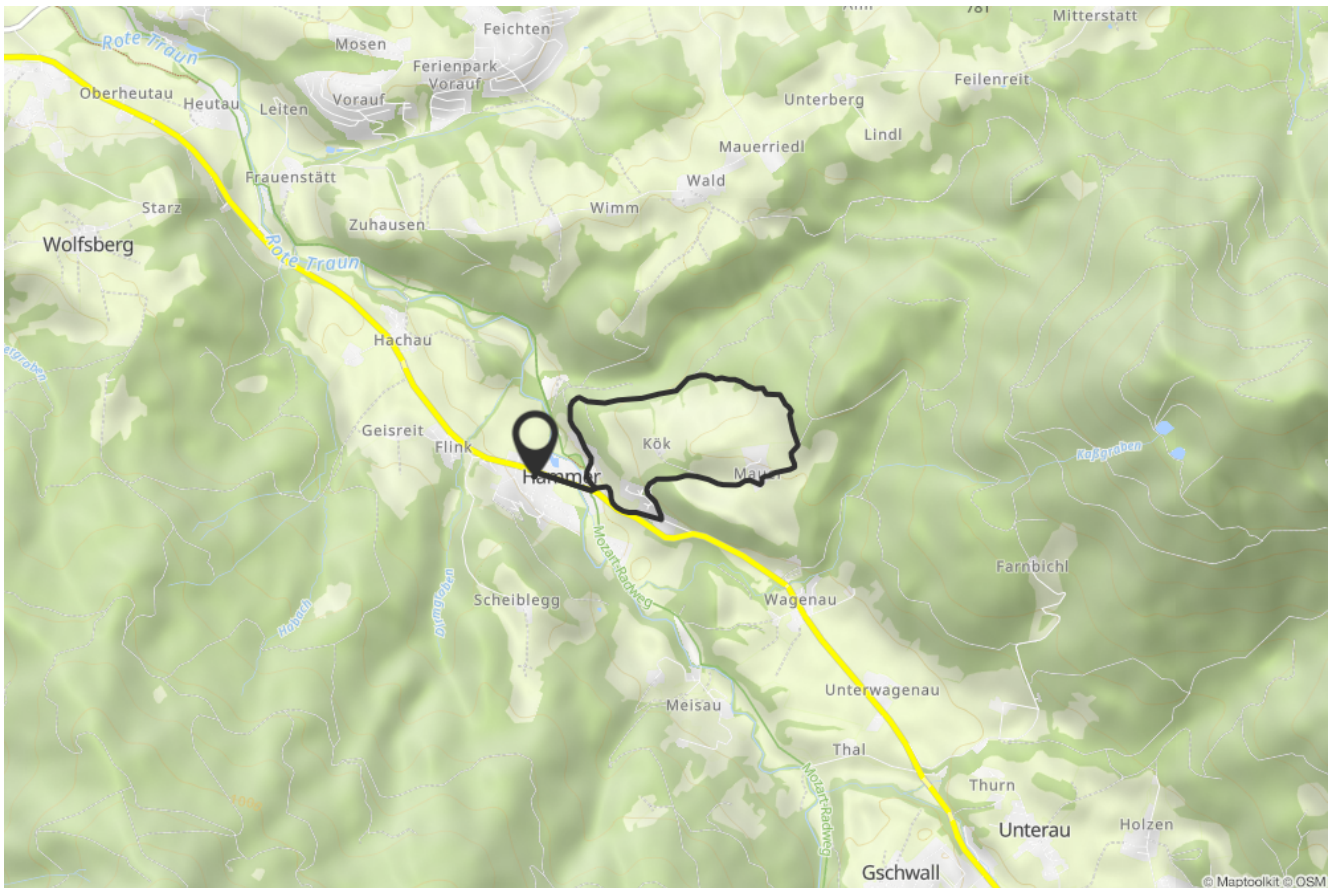 781
Mitterstatt
Feichten
Rote Traun
Mosen
Ferienpark
Vorauf
Feilenreit
Oberheutau
Heutau
Leiten
Vorauf
Unterberg
Lindl
Mauerriedl
Frauenstätt
Wald
Starz
Wimm
Zuhausen
Wolfsberg
Rote Traun
Hachau
Geisreit
Flink
Kök
Hammer
Kaßgraben
Mozart-Radweg
Farnbichl
Habach
Dirmgraben
Scheiblegg
Wagenau
Unterwagenau
Meisau
Thal
Mozart-Radweg
Thurn
Unterau
Holzen
Gschwall
© Maptoolkit © OSM